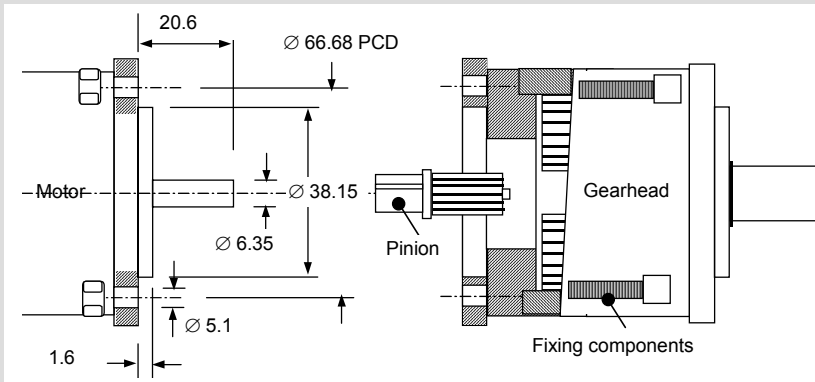 20.6
∅ 66.68 PCD
Motor
∅ 38.15
Gearhead
Pinion
∅ 6.35
∅ 5.1
1.6
Fixing components